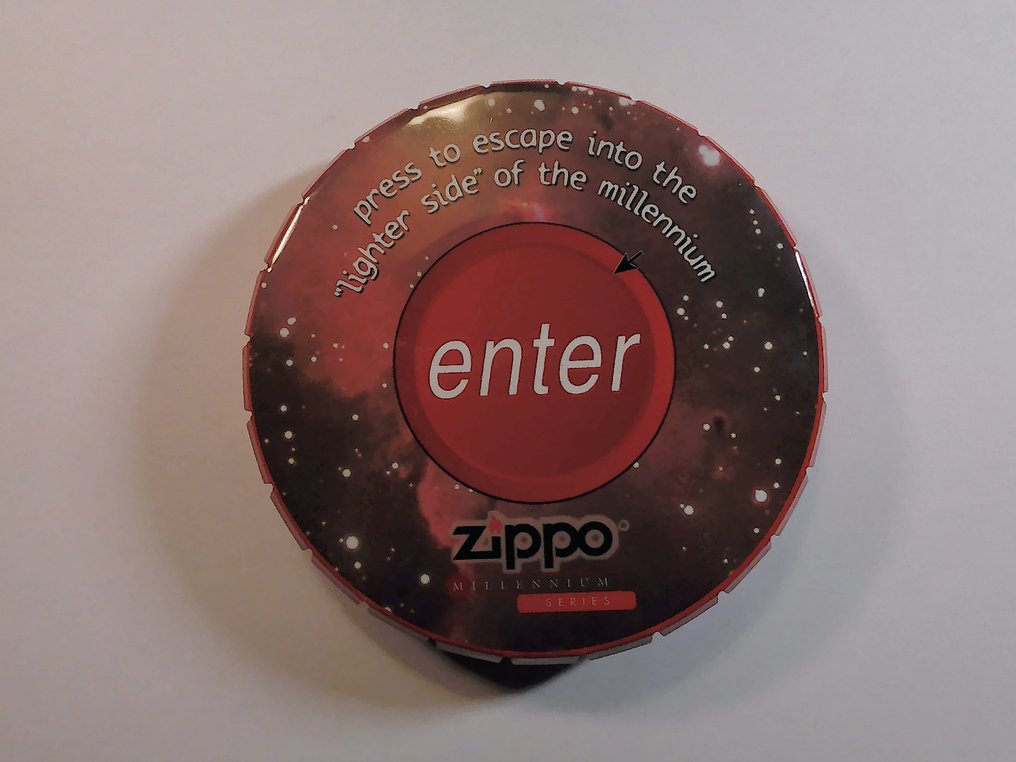 press to escape into the
"lighter side" of the millennium
enter
zippo
MILLENNIUM
SERIES